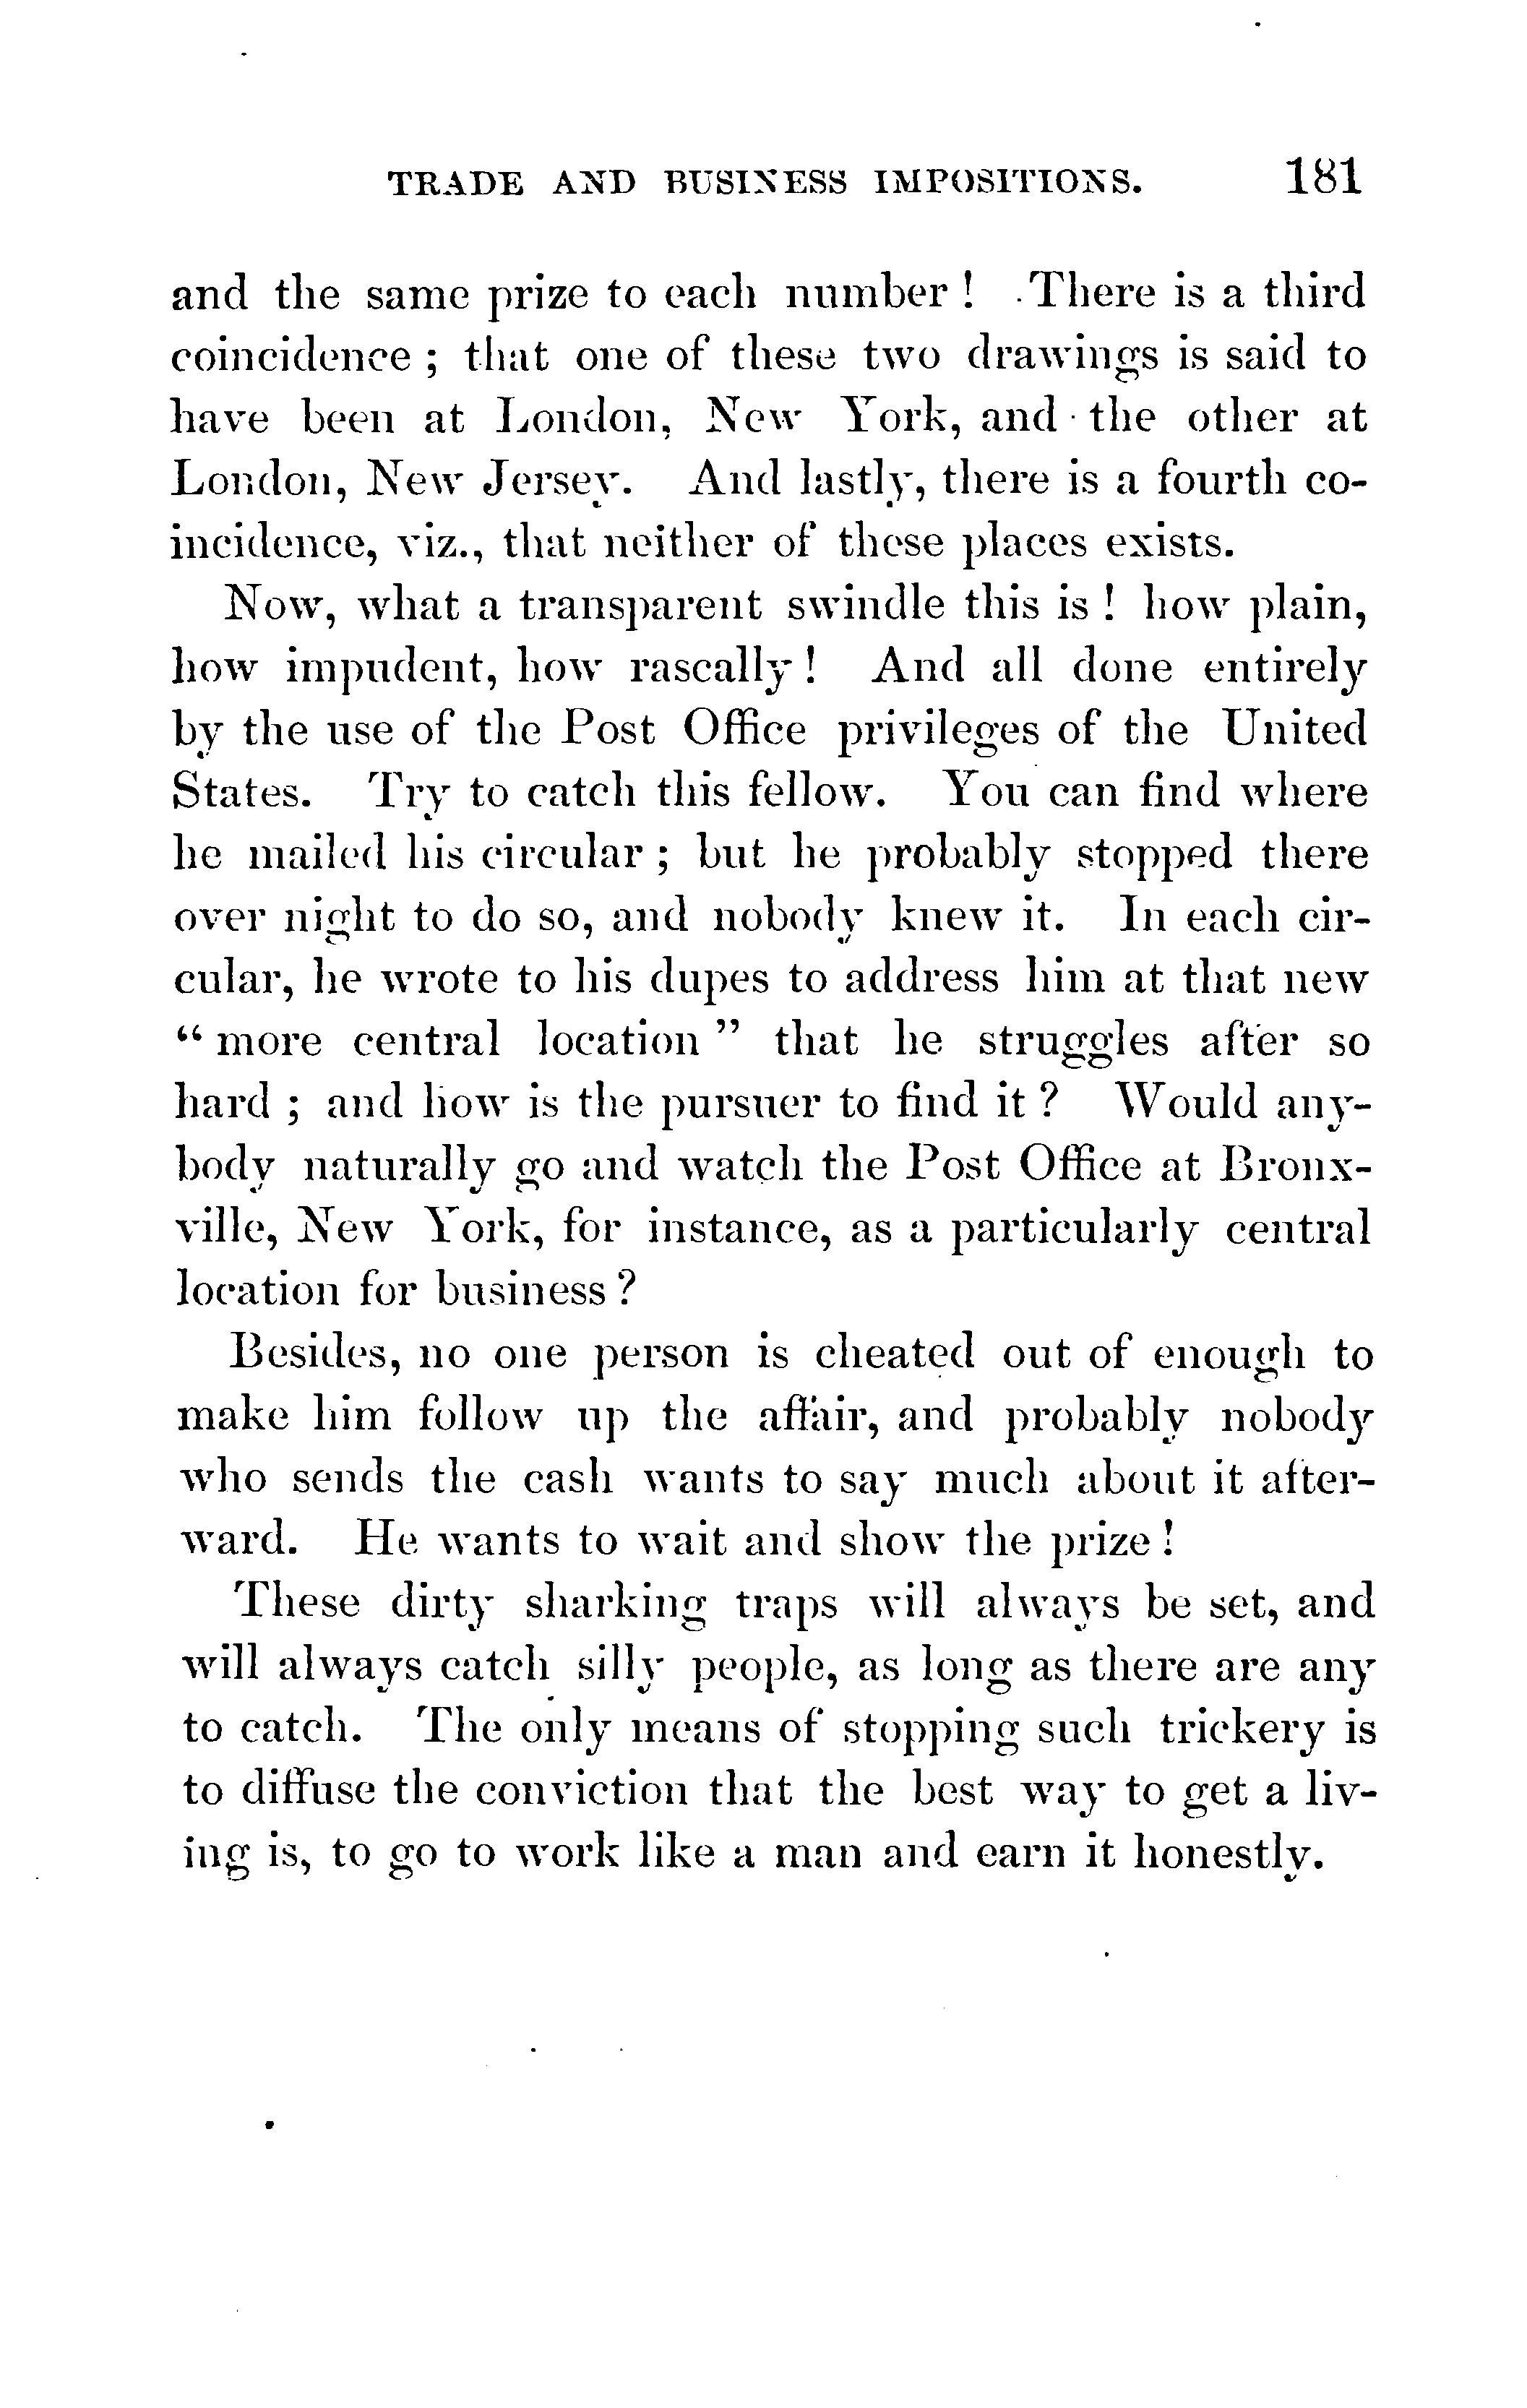 TRADE AND BUSINESS IMPOSITIONS. 181
and the same prize to each number ! There is a third
coincidence ; that one of these two drawings is said to
have been at London, New York, and the other at
London, New Jersey. And lastly, there is a fourth co-
incidence, viz., that neither of these places exists.
Now, what a transparent swindle this is ! how plain,
how impudent, how rascally ! And all done entirely
by the use of the Post Office privileges of the United
States. Try to catch this fellow. You can find where
he mailed his circular ; but he probably stopped there
over night to do so, and nobody knew it. In each cir-
cular, he wrote to his dupes to address him at that new
“ more central location ” that he struggles after so
hard ; and how is the pursuer to find it ? Would any-
body naturally go and watch the Post Office at Bronx-
ville, New York, for instance, as a particularly central
location for business ?
Besides, no one person is cheated out of enough to
make him follow up the affair, and probably nobody
who sends the cash wants to say much about it after-
ward. He wants to wait and show the prize !
These dirty sharking traps will always be set, and
will always catch silly people, as long as there are any
to catch. The only means of stopping such trickery is
to diffuse the conviction that the best way to get a liv-
ing is, to go to work like a man and earn it honestly.